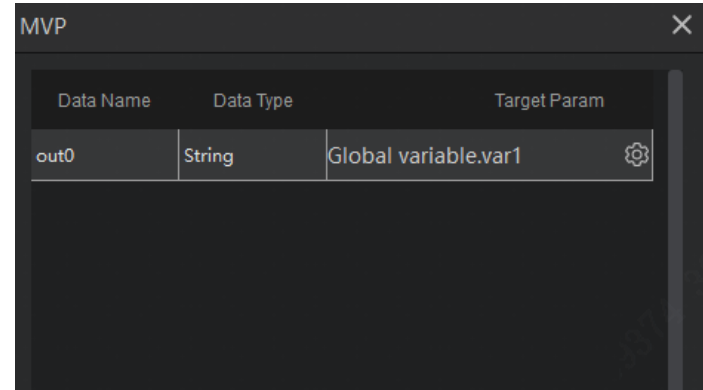 MVP
Data Name Data Type Target Param
out0 String Global variable.var1